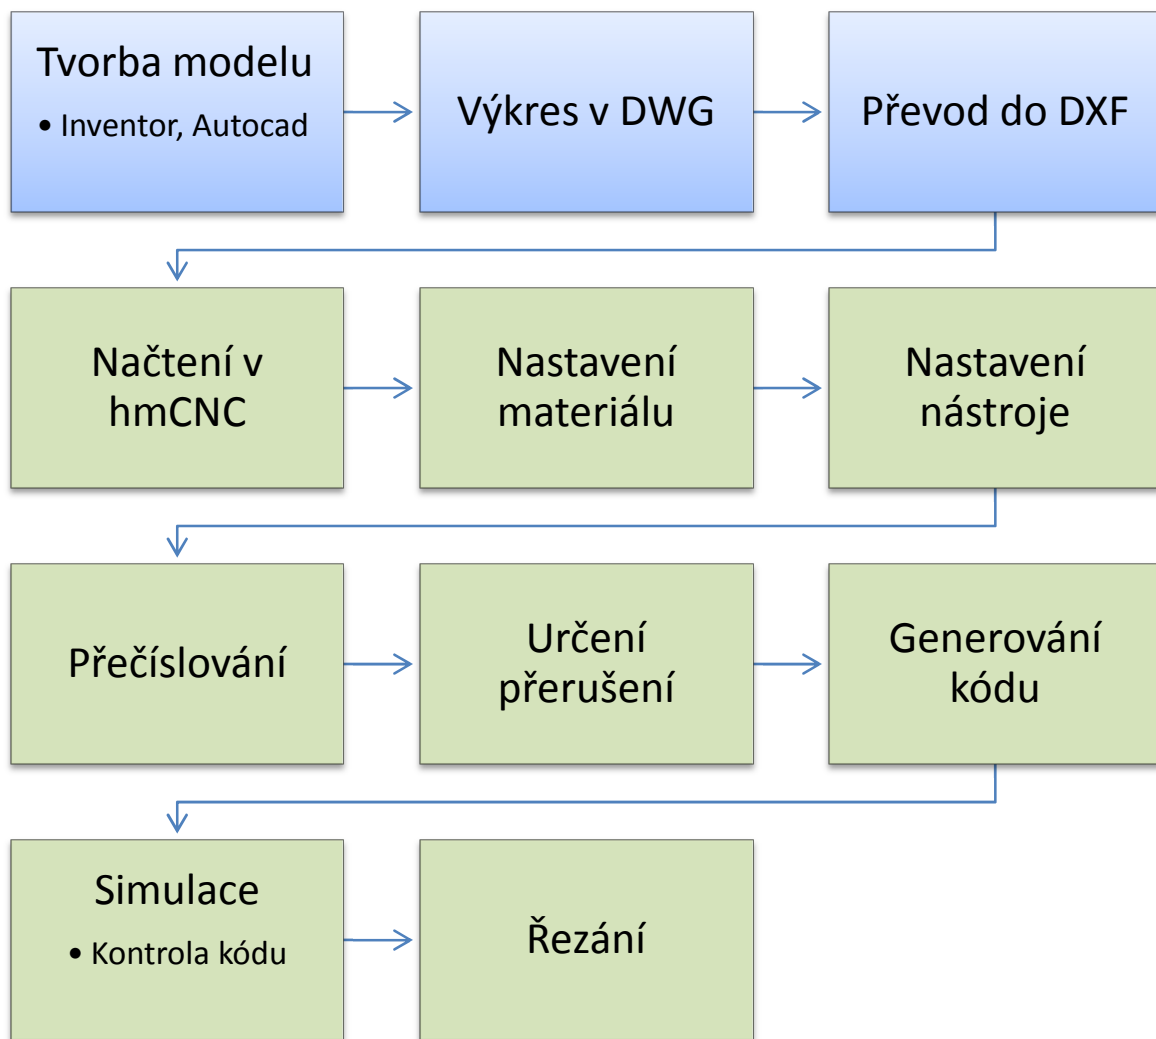 Tvorba modelu
• Inventor, Autocad
Výkres v DWG
Převod do DXF
Načtení v
hmCNC
Nastavení
materiálu
Nastavení
nástroje
Přečíslování
Určení
přerušení
Generování
kódu
Simulace
• Kontrola kódu
Řezání